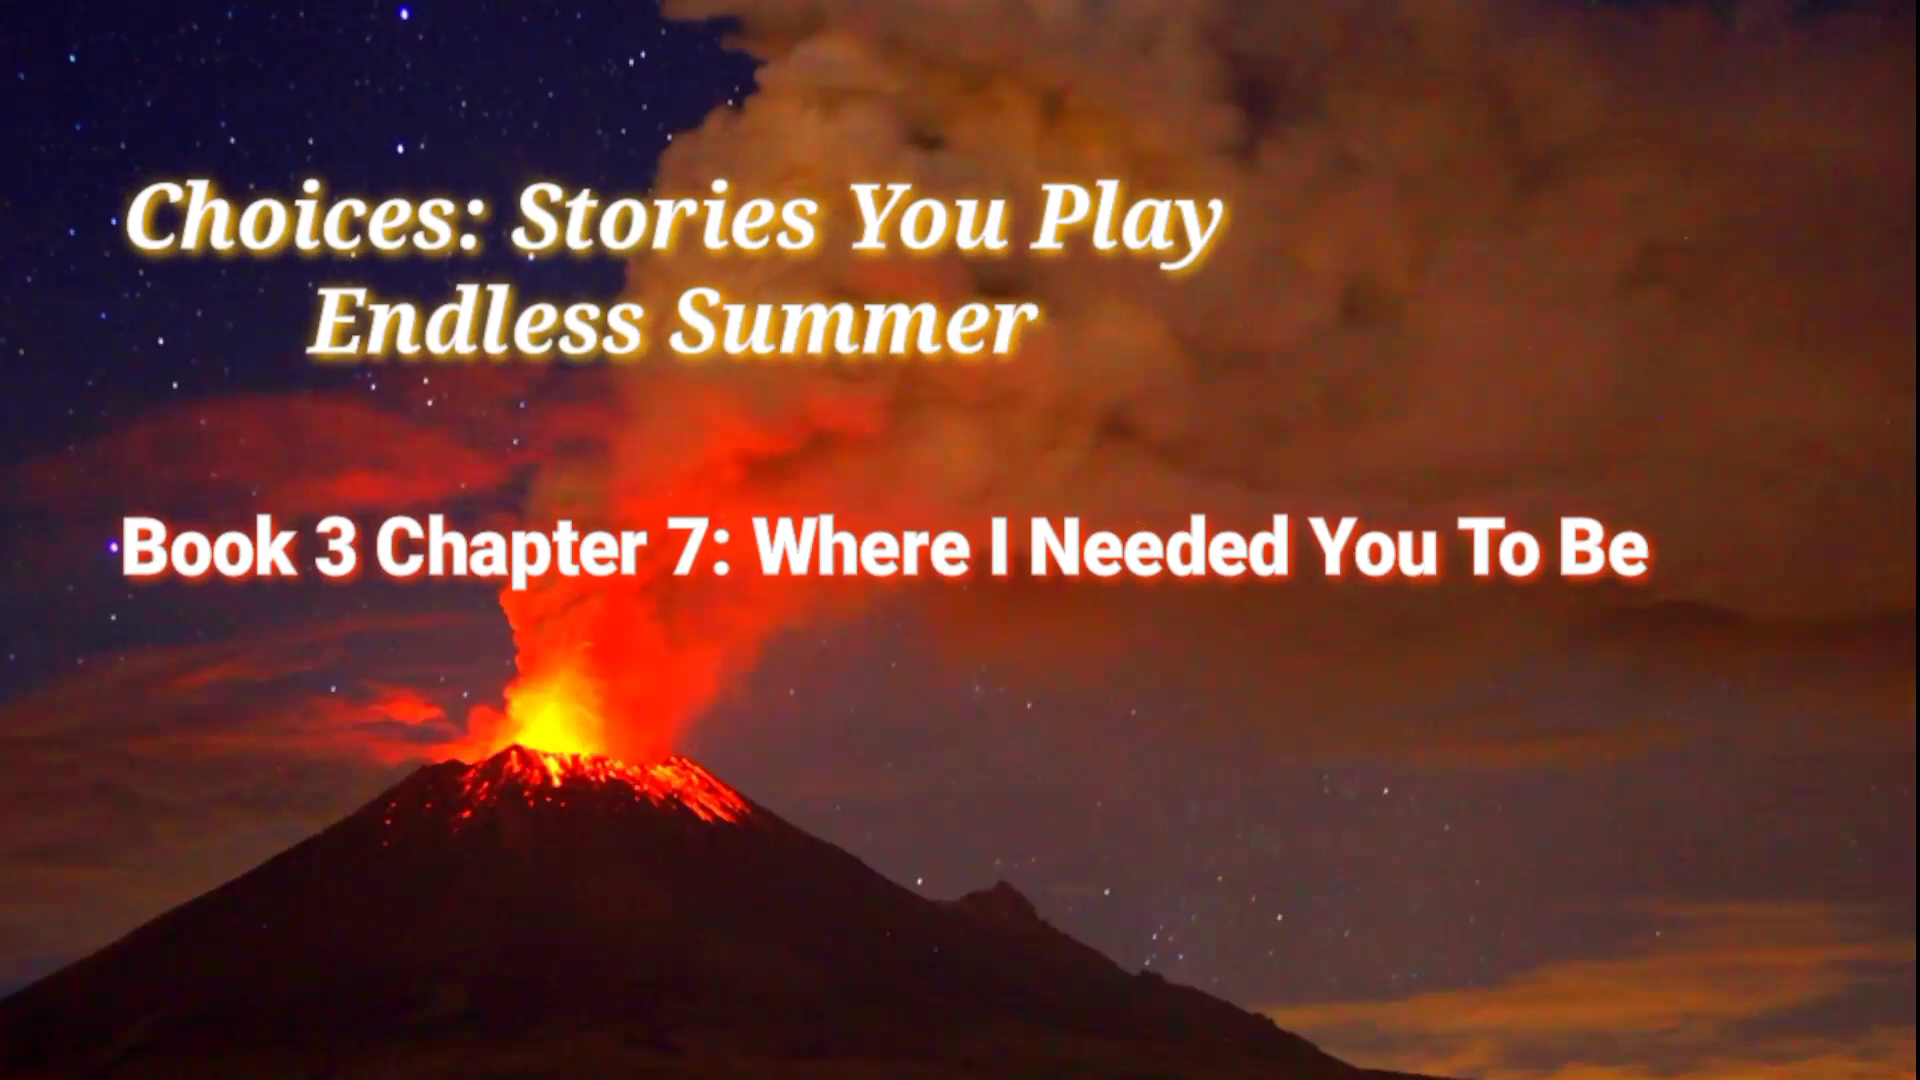 Choices: Stories You Play
Endless Summer
Book 3 Chapter 7: Where I Needed You To Be